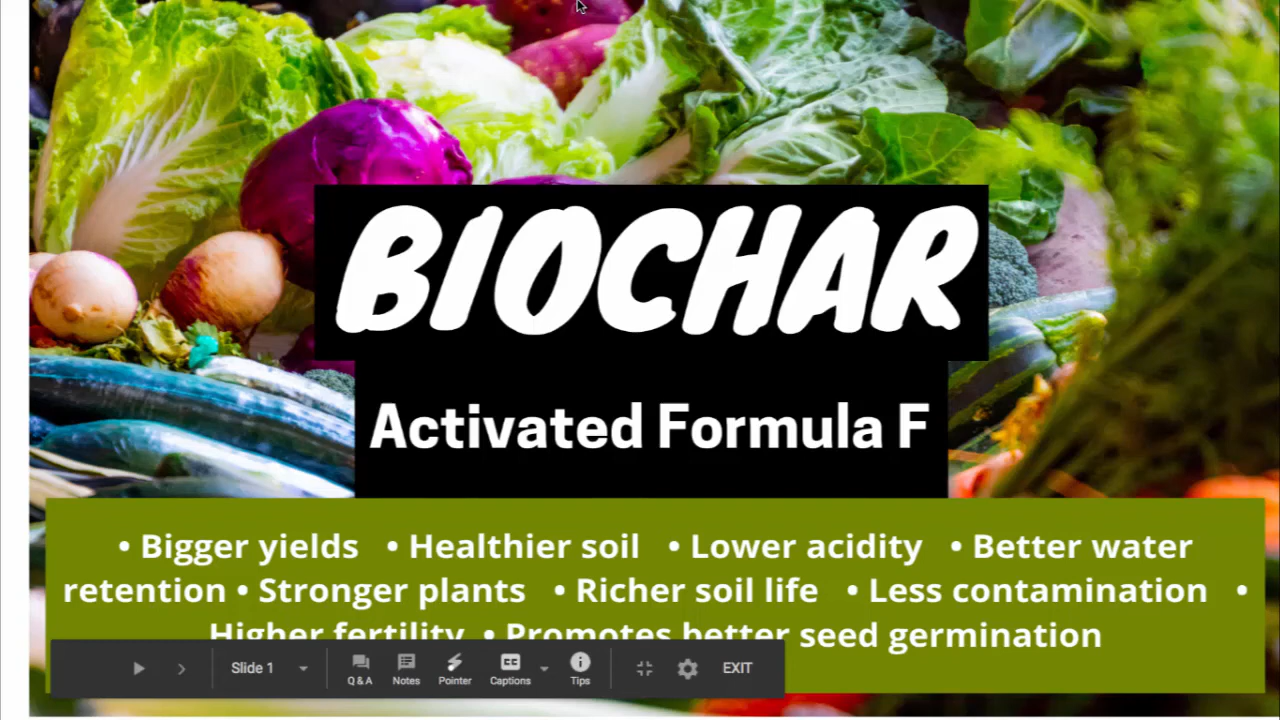 BIOCHAR
Activated Formula F
• Bigger yields • Healthier soil • Lower acidity • Better water
retention • Stronger plants • Richer soil life • Less contamination •
Higher fertility • Promotes better seed germination
Slide 1
Q & A
Notes
Pointer
CC
Captions
Tips
EXIT